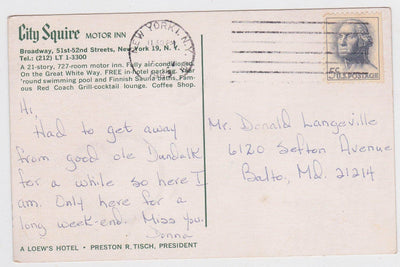 City Squire MOTOR INN
Broadway, 51st-52nd Streets, New York 19, N. Y.
Tel.: (212) LT 1-3300
A 21-story, 727-room motor inn. Fully air-conditioned.
On the Great White Way. FREE in-hotel parking. Year
'round swimming pool and Finnish Sauna baths. Fam-
ous Red Coach Grill-cocktail lounge. Coffee Shop.
Hi,
Had to get away
from good ole Dundalk
for a while so here I
am. Only here for a
long week-end. Miss you.
Donna
A LOEW'S HOTEL • PRESTON R. TISCH, PRESIDENT
NEW YORK, N.Y.
5¢ U.S. POSTAGE
Mr. Donald Langeville
6120 Sefton Avenue
Balto, Md. 21214